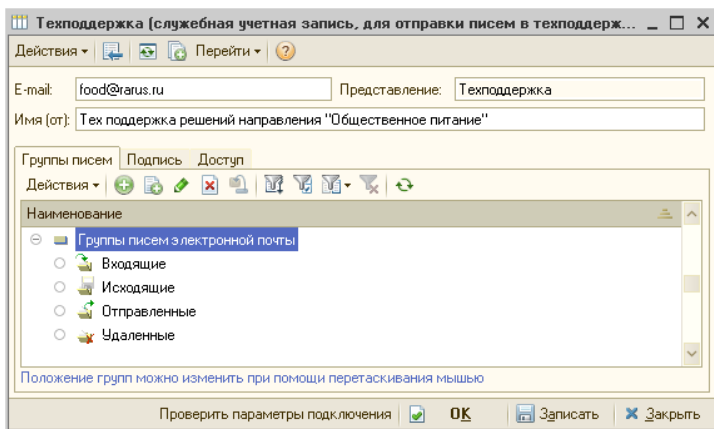 Техподдержка (служебная учетная запись, для отправки писем в техподдерж...
Действия Перейти
E-mail: food@rarus.ru Представление: Техподдержка
Имя (от): Тех поддержка решений направления "Общественное питание"
Группы писем Подпись Доступ
Действия
Наименование
Группы писем электронной почты
Входящие
Исходящие
Отправленные
Удаленные
Положение групп можно изменить при помощи перетаскивания мышью
Проверить параметры подключения OK Записать Закрыть